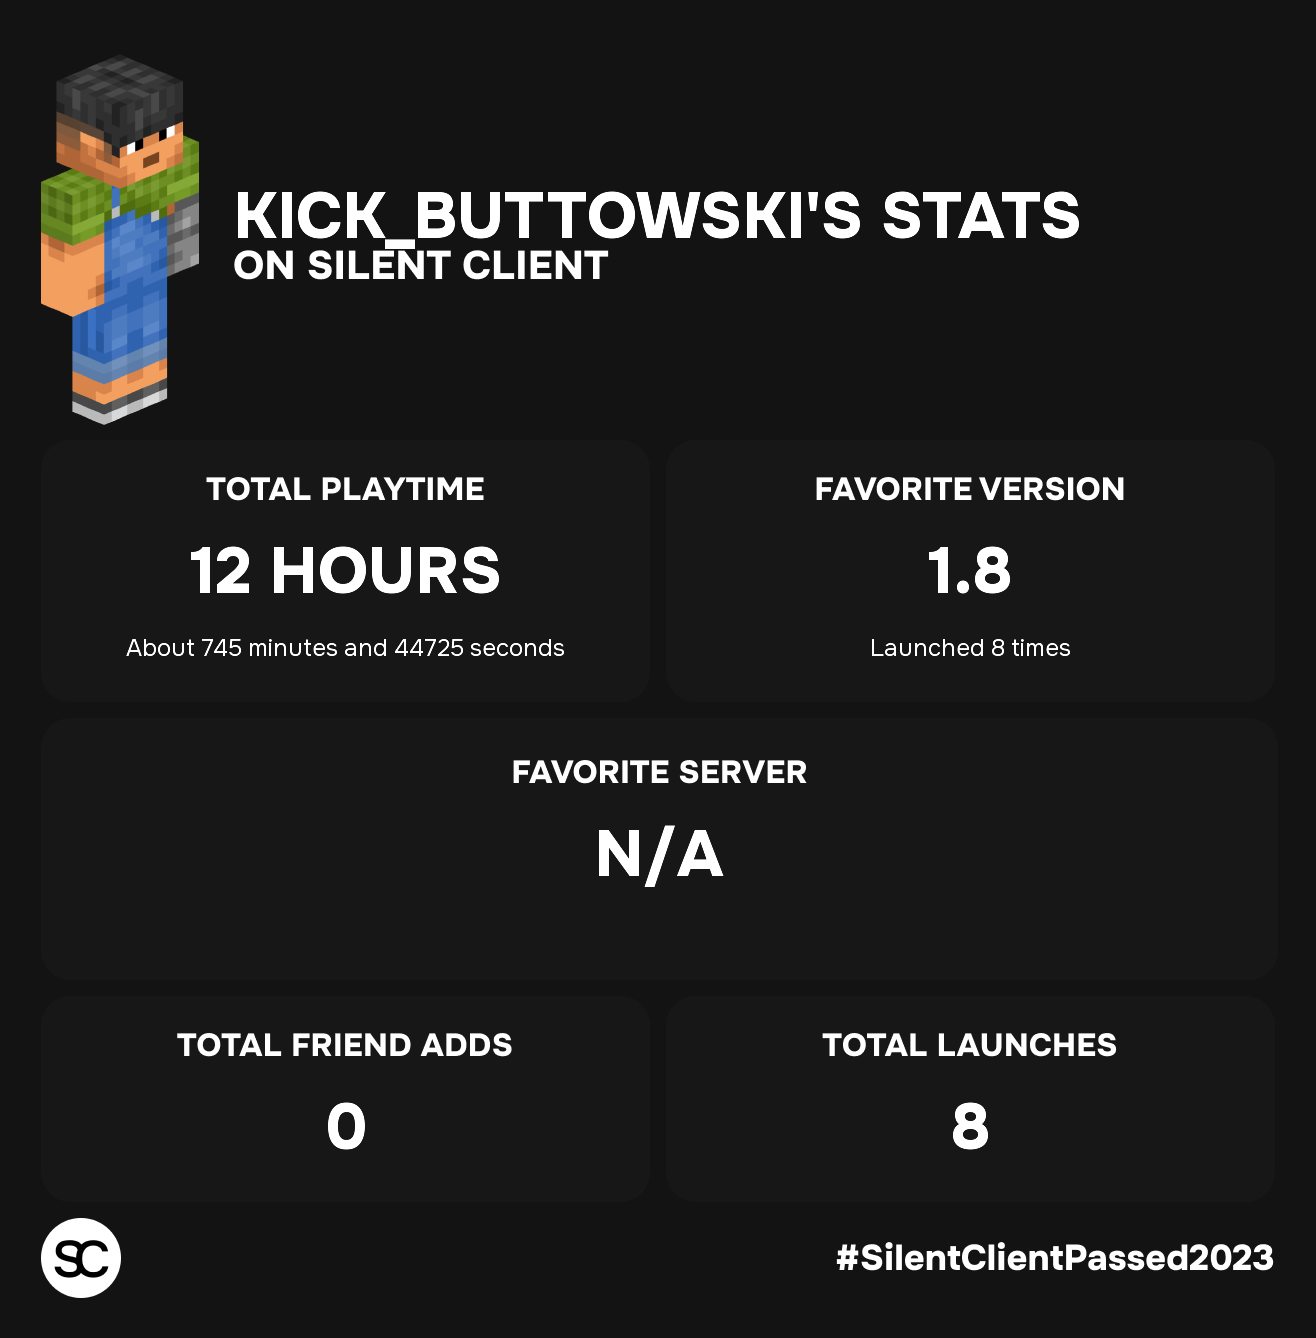 KICK_BUTTOWSKI'S STATS
ON SILENT CLIENT
TOTAL PLAYTIME
12 HOURS
About 745 minutes and 44725 seconds
FAVORITE VERSION
1.8
Launched 8 times
FAVORITE SERVER
N/A
TOTAL FRIEND ADDS
0
TOTAL LAUNCHES
8
SC
#SilentClientPassed2023